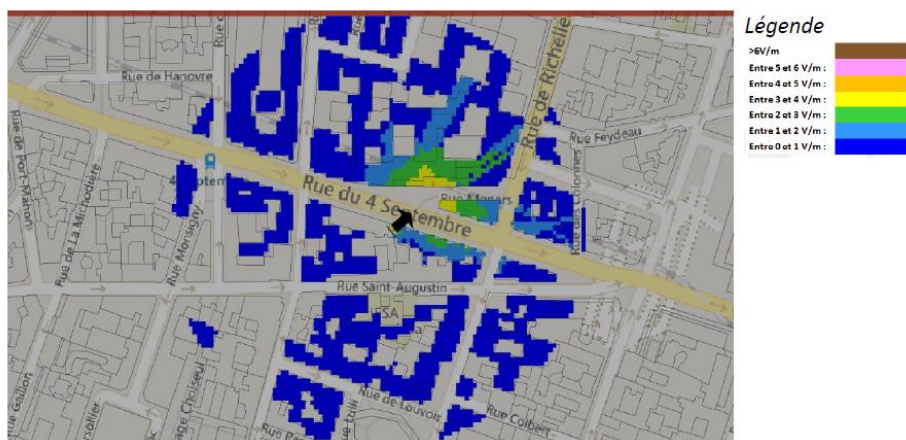 Légende
>6V/m
Entre 5 et 6 V/m :
Entre 4 et 5 V/m :
Entre 3 et 4 V/m :
Entre 2 et 3 V/m :
Entre 1 et 2 V/m :
Entre 0 et 1 V/m :
Rue de Hanovre
Rue de Port-Mahon
Rue de La Michodière
Rue Monsigny
Rue du 4 Septembre
Rue de Richelieu
Rue Feydeau
Rue Menars
Rue des Colonnes
Rue Saint-Augustin
Rue de Louvois
Rue Colbert